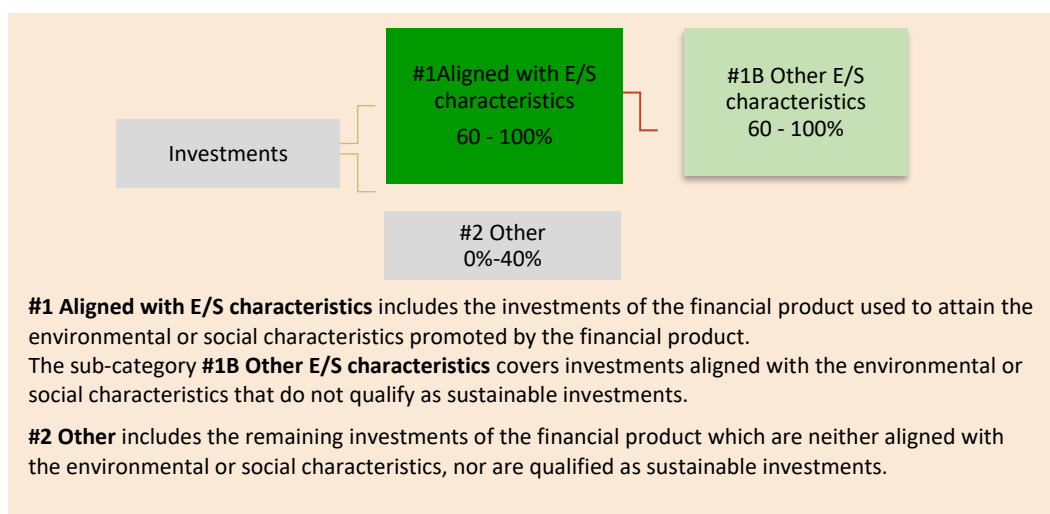 #1Aligned with E/S
characteristics
60 - 100%
#1B Other E/S
characteristics
60 - 100%
Investments
#2 Other
0%-40%
#1 Aligned with E/S characteristics includes the investments of the financial product used to attain the
environmental or social characteristics promoted by the financial product.
The sub-category #1B Other E/S characteristics covers investments aligned with the environmental or
social characteristics that do not qualify as sustainable investments.
#2 Other includes the remaining investments of the financial product which are neither aligned with
the environmental or social characteristics, nor are qualified as sustainable investments.